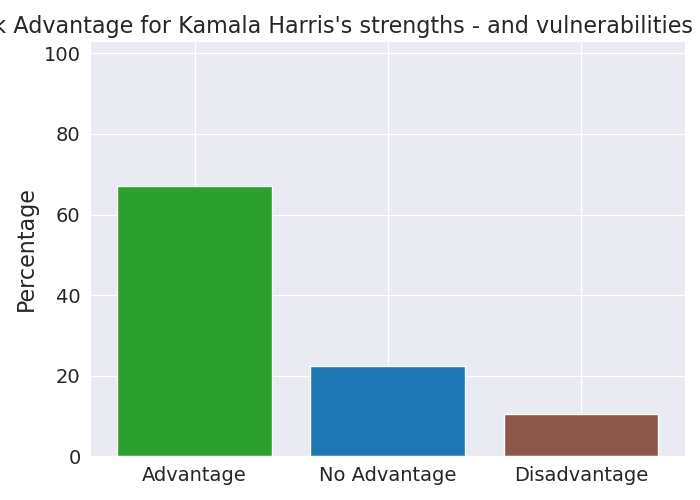 Advantage for Kamala Harris's strengths - and vulnerabilities
100
80
60
40
20
0
Percentage
Advantage
No Advantage
Disadvantage